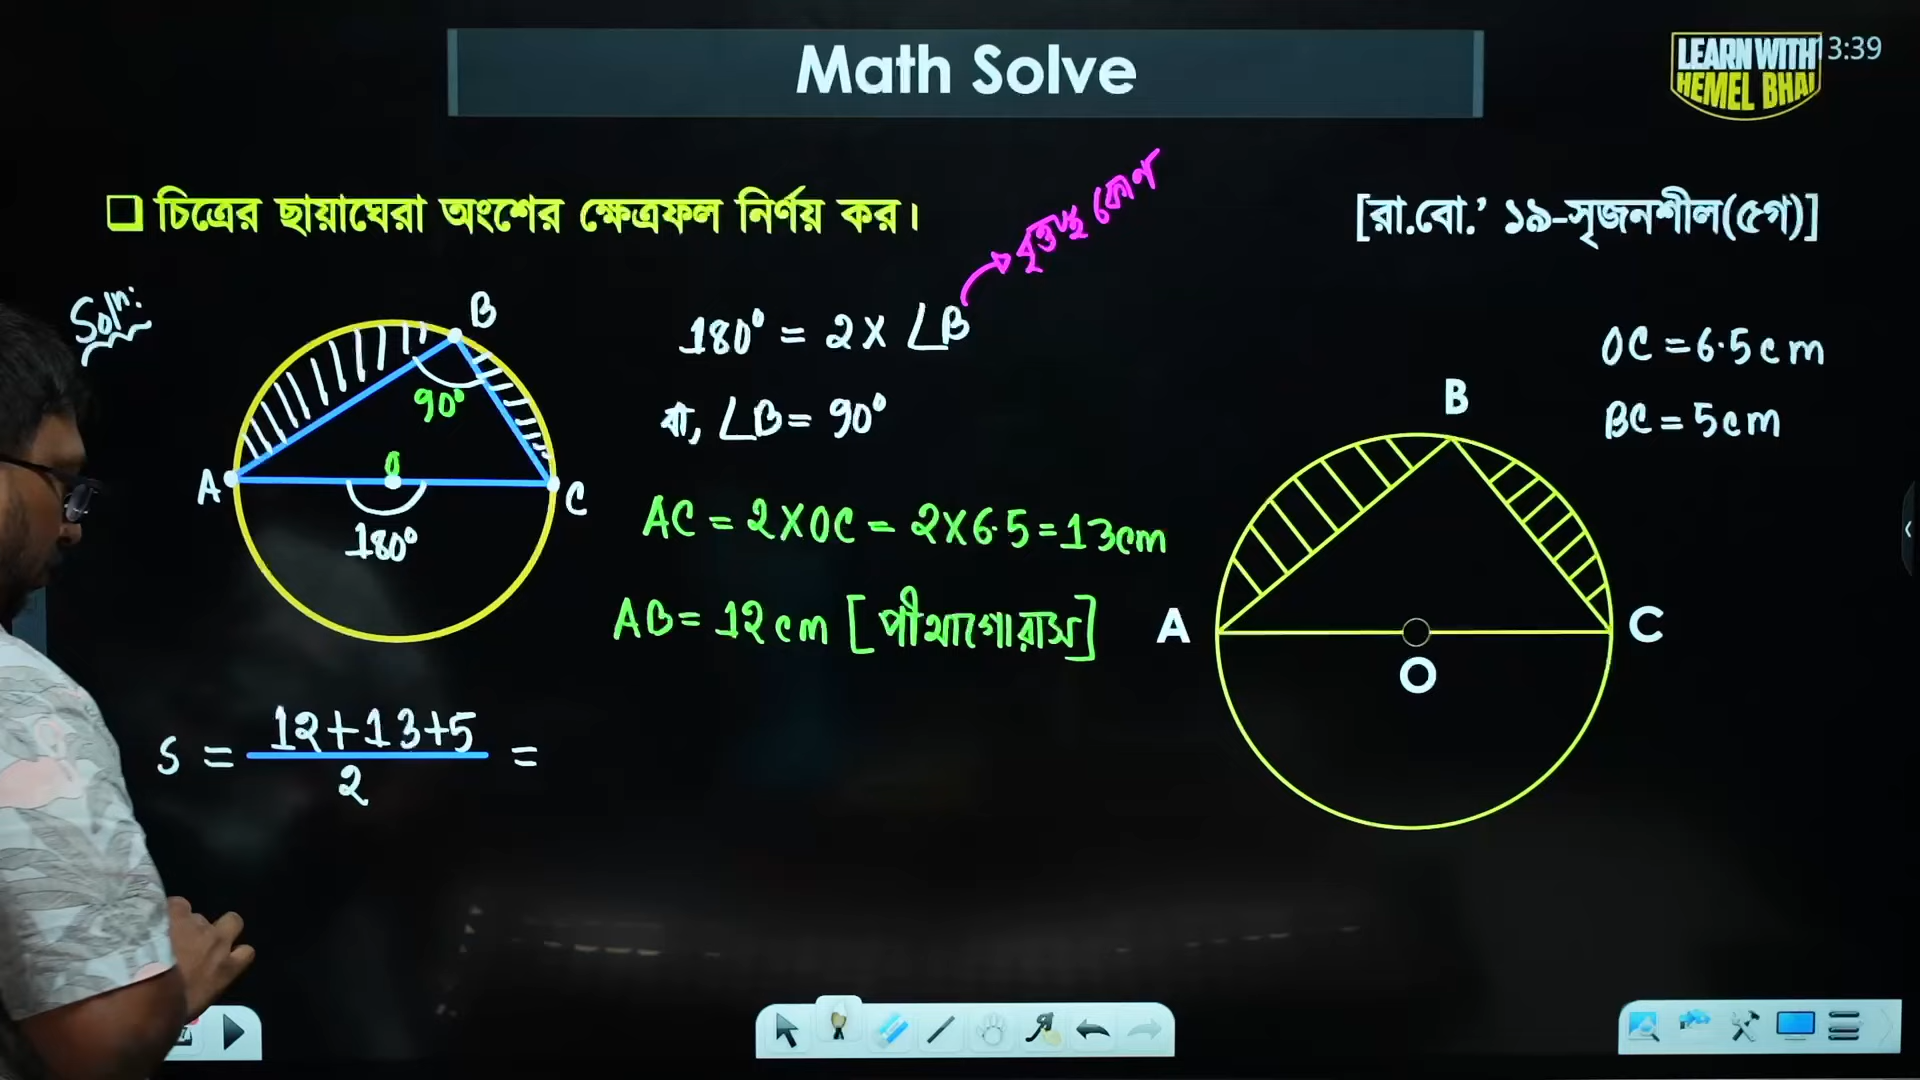 Math Solve
LEARN WITH
HEMEL BHAI
3:39
❑ চিত্রের ছায়াঘেরা অংশের ক্ষেত্রফল নির্ণয় কর।
[রা.বো.’ ১৯-সৃজনশীল(৫গ)]
বৃত্তস্থ কোণ
Soln:
B
A
C
O
90°
180°
180° = 2 X ∠B
বা, ∠B = 90°
AC = 2 X OC = 2 X 6.5 = 13cm
AB = 12 cm [পীথাগোরাস]
S = 12+13+5 / 2 =
OC = 6.5cm
BC = 5cm
B
A
C
O